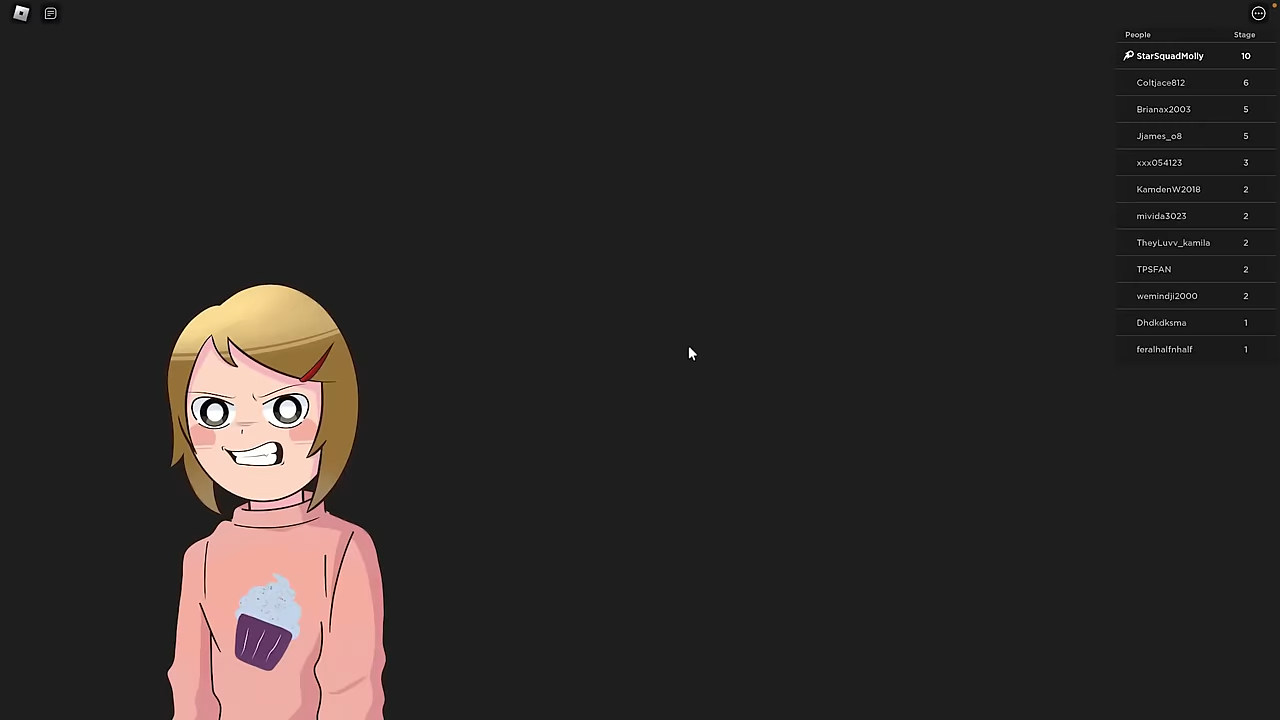 People Stage
StarSquadMolly 10
Coltjace812 6
Brianax2003 5
Jjames_o8 5
xxx054123 3
KamdenW2018 2
mivida3023 2
TheyLuvv_kamila 2
TPSFAN 2
wemindji2000 2
Dhdkdksma 1
feralhalfnhalf 1